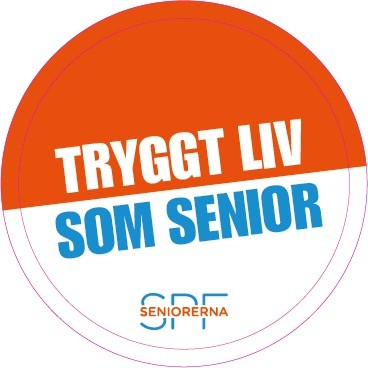 TRYGGT LIV
SOM SENIOR
SPF
SENIORERNA